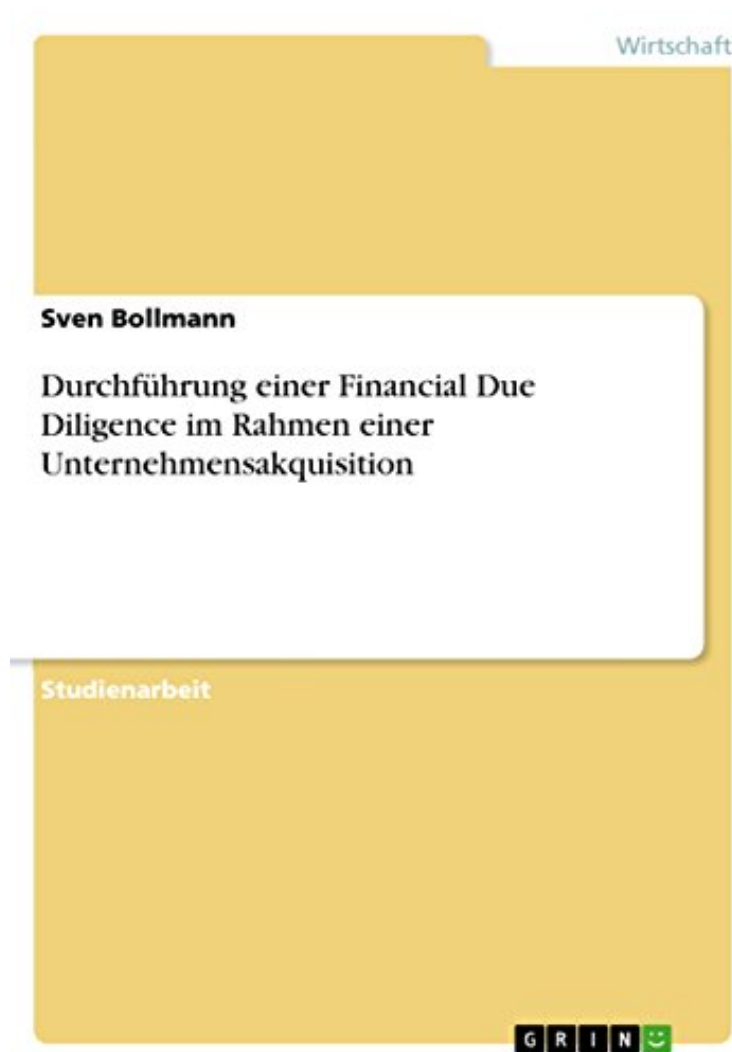 Wirtschaft
Sven Bollmann
Durchführung einer Financial Due
Diligence im Rahmen einer
Unternehmensakquisition
Studienarbeit
GRIN